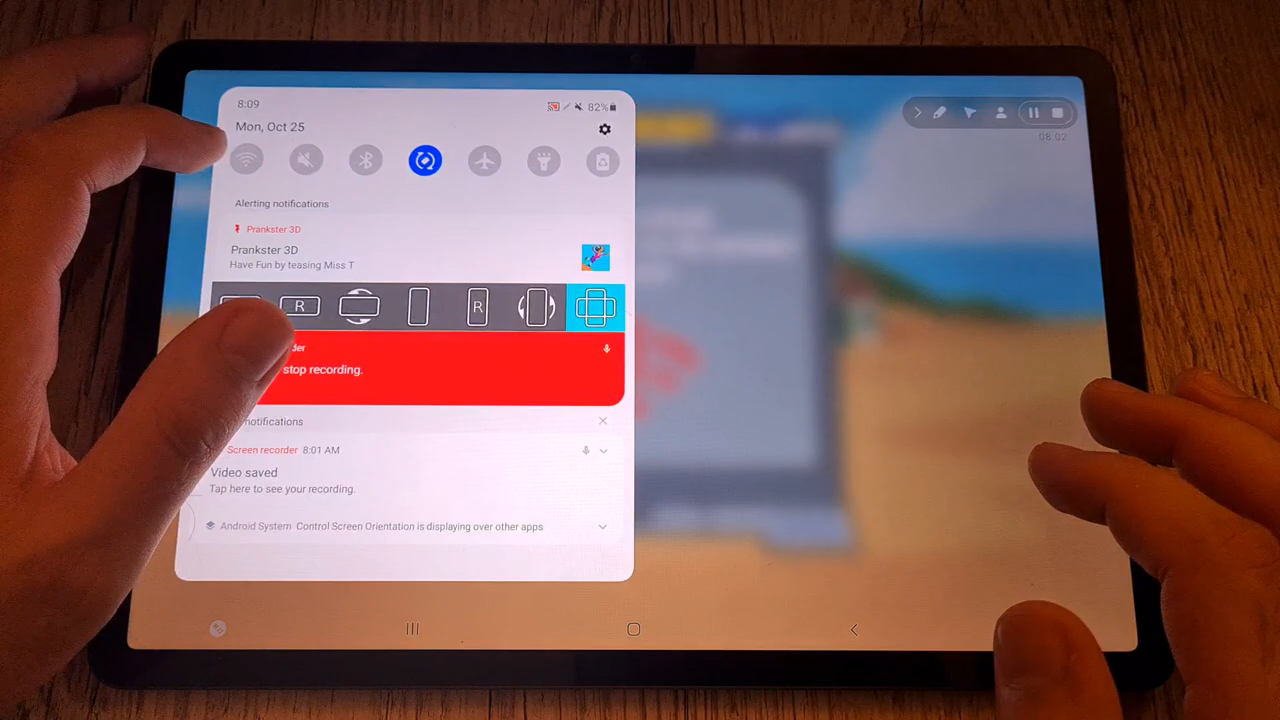 8:09
82%
Mon, Oct 25
08:02
Alerting notifications
Prankster 3D
Prankster 3D
Have Fun by teasing Miss T
R
R
der
stop recording.
notifications
Screen recorder 8:01 AM
Video saved
Tap here to see your recording.
Android System Control Screen Orientation is displaying over other apps